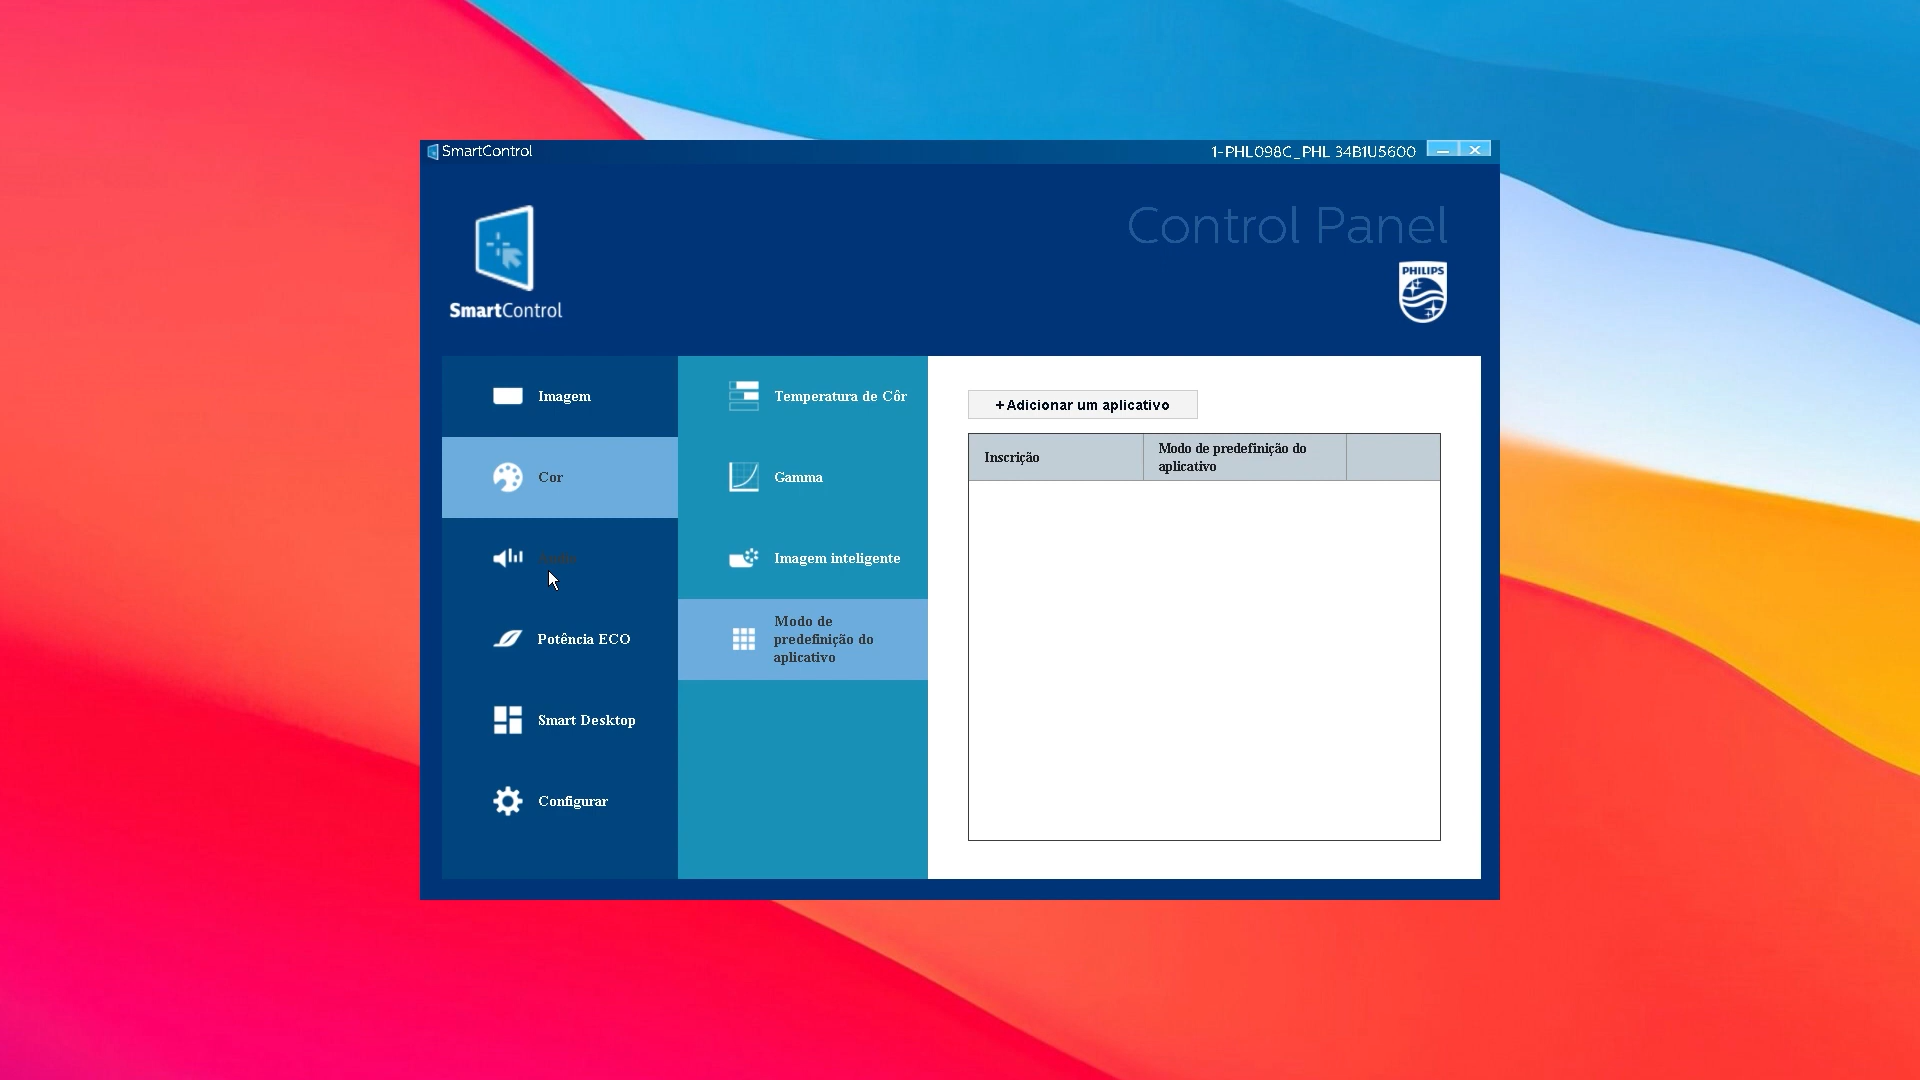 SmartControl
1-PHL098C_PHL 34B1U5600
Control Panel
PHILIPS
SmartControl
Imagem
Cor
Potência ECO
Smart Desktop
Configurar
Temperatura de Côr
Gamma
Imagem inteligente
Modo de
predefinição do
aplicativo
+Adicionar um aplicativo
Inscrição
Modo de predefinição do
aplicativo